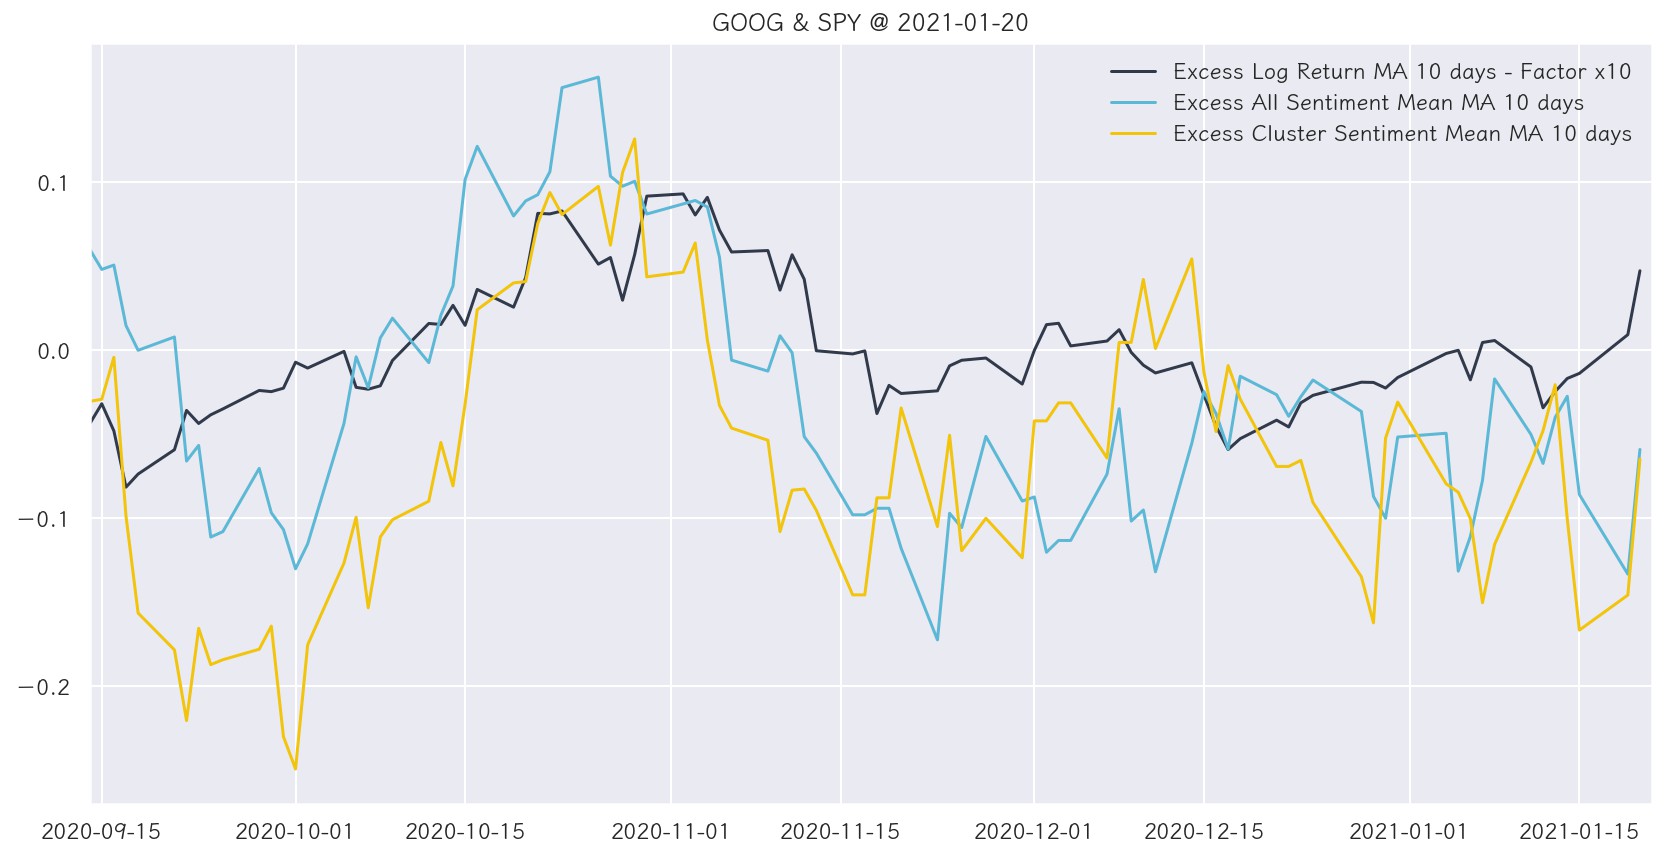 GOOG & SPY @ 2021-01-20
Excess Log Return MA 10 days - Factor x10
Excess All Sentiment Mean MA 10 days
Excess Cluster Sentiment Mean MA 10 days
0.1
0.0
−0.1
−0.2
2020-09-15 2020-10-01 2020-10-15 2020-11-01 2020-11-15 2020-12-01 2020-12-15 2021-01-01 2021-01-15